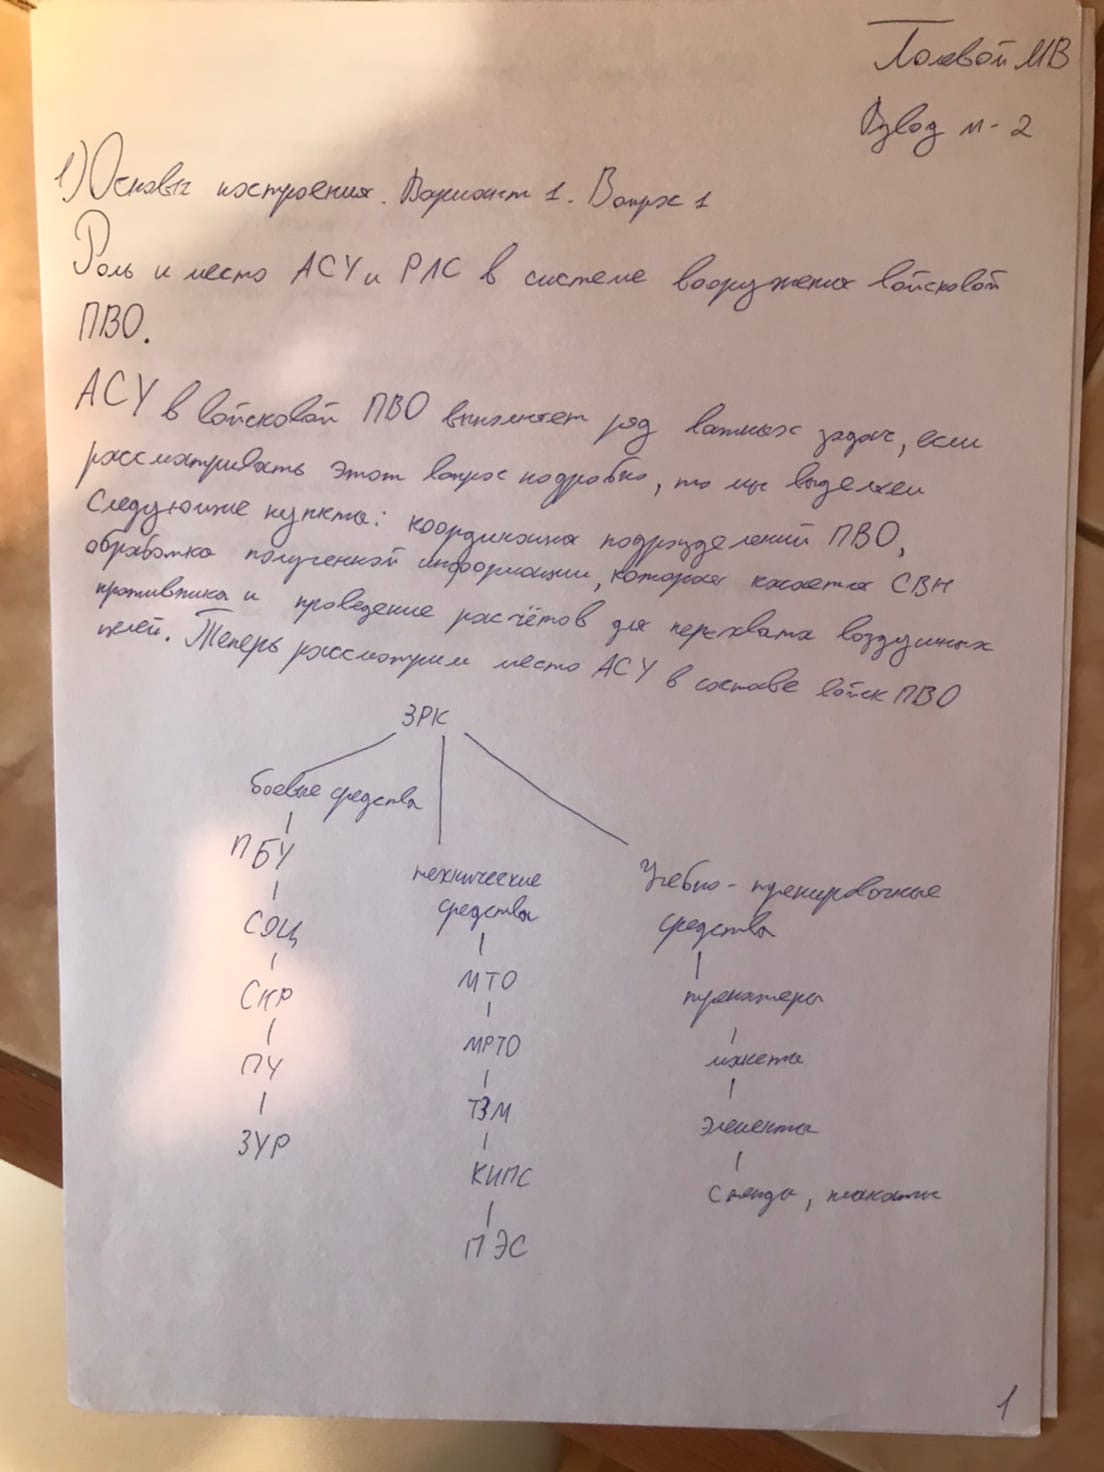 Полевой МВ
Взвод м-2
1) Основы построения. Вариант 1. Вопрос 1
Роль и место АСУ и РЛС в системе вооружения войсковой
ПВО.
АСУ в войсковой ПВО выполняет ряд важных задач, если
рассматривать этот вопрос подробно, то мы выделяем
следующие пункты: координация подразделений ПВО,
обработка полученной информации, которая касается СВН
противника и проведение расчётов для перехвата воздушных
целей. Теперь рассмотрим место АСУ в составе войск ПВО
ЗРК
боевые средства
ПБУ
СОЦ
СНР
ПУ
ЗУР
технические
средства
МТО
МРТО
ТЗМ
КИПС
ПЭС
Учебно-тренировочные
средства
тренажеры
макеты
Элементы
Стенды, плакаты
1